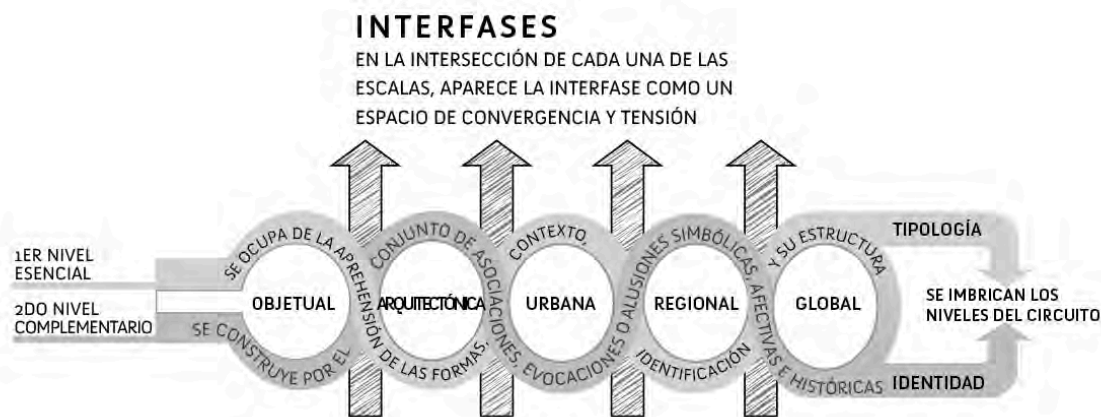 INTERFASES
EN LA INTERSECCIÓN DE CADA UNA DE LAS
ESCALAS, APARECE LA INTERFASE COMO UN
ESPACIO DE CONVERGENCIA Y TENSIÓN
1ER NIVEL
ESENCIAL
2DO NIVEL
COMPLEMENTARIO
SE OCUPA DE LA APREHENSIÓN DE LAS FORMAS, CONTEXTO, IDENTIFICACIÓN Y SU ESTRUCTURA
SE CONSTRUYE POR EL CONJUNTO DE ASOCIACIONES, EVOCACIONES O ALUSIONES SIMBÓLICAS, AFECTIVAS E HISTÓRICAS
OBJETUAL
ARQUITECTÓNICA
URBANA
REGIONAL
GLOBAL
TIPOLOGÍA
IDENTIDAD
SE IMBRICAN LOS
NIVELES DEL CIRCUITO